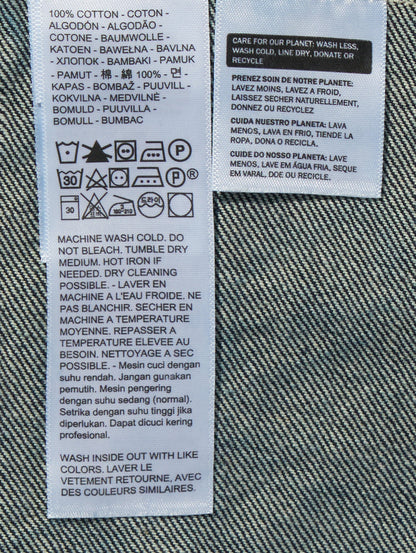 100% COTTON - COTON -
ALGODÓN - ALGODÃO -
COTONE - BAUMWOLLE -
KATOEN - BAWEŁNA - BAVLNA
- ХЛОПОК - BAMBAKI - PAMUK
- PAMUT - 棉 - 綿 100% - 면 -
KAPAS - BOMBAŽ - PUUVILL -
KOKVILNA - MEDVILNĖ -
BOMULD - PUUVILLA -
BOMULL - BUMBAC
P
30
P
30
100-210
드라이
MACHINE WASH COLD. DO
NOT BLEACH. TUMBLE DRY
MEDIUM. HOT IRON IF
NEEDED. DRY CLEANING
POSSIBLE. - LAVER EN
MACHINE A L'EAU FROIDE. NE
PAS BLANCHIR. SECHER EN
MACHINE A TEMPERATURE
MOYENNE. REPASSER A
TEMPERATURE ELEVEE AU
BESOIN. NETTOYAGE A SEC
POSSIBLE. - Mesin cuci dengan
suhu rendah. Jangan gunakan
pemutih. Mesin pengering
dengan suhu sedang (normal).
Setrika dengan suhu tinggi jika
diperlukan. Dapat dicuci kering
profesional.
WASH INSIDE OUT WITH LIKE
COLORS. LAVER LE
VETEMENT RETOURNE, AVEC
DES COULEURS SIMILAIRES.
CARE FOR OUR PLANET: WASH LESS,
WASH COLD, LINE DRY, DONATE OR
RECYCLE
PRENEZ SOIN DE NOTRE PLANETE:
LAVEZ MOINS, LAVEZ A FROID,
LAISSEZ SECHER NATURELLEMENT,
DONNEZ OU RECYCLEZ
CUIDA NUESTRO PLANETA: LAVA
MENOS, LAVA EN FRIO, TIENDE LA
ROPA, DONA O RECICLA.
CUIDE DO NOSSO PLANETA: LAVE
MENOS, LAVE EM ÁGUA FRIA. SEQUE
EM VARAL, DOE OU RECICLE.